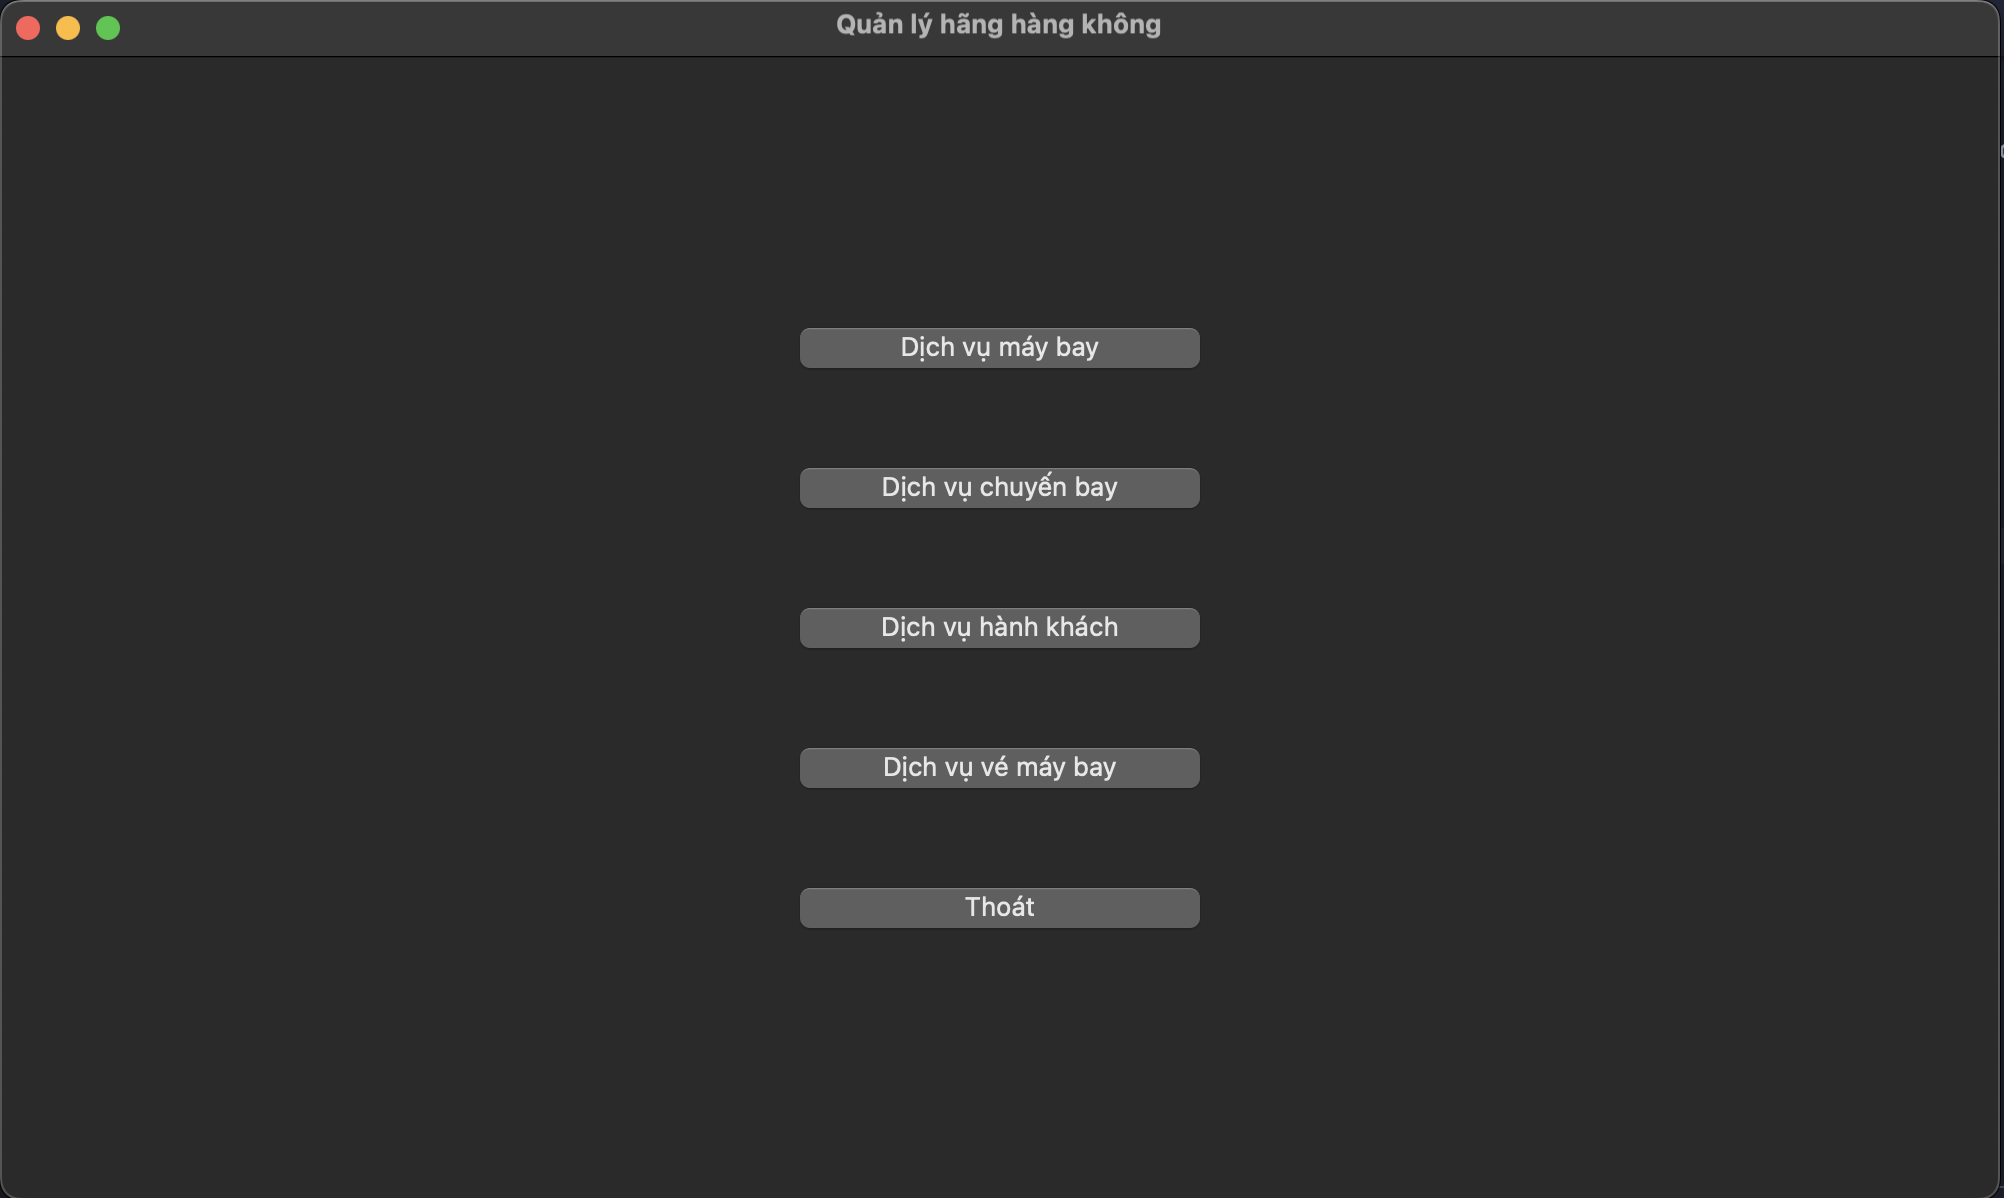 Quản lý hãng hàng không
Dịch vụ máy bay
Dịch vụ chuyến bay
Dịch vụ hành khách
Dịch vụ vé máy bay
Thoát